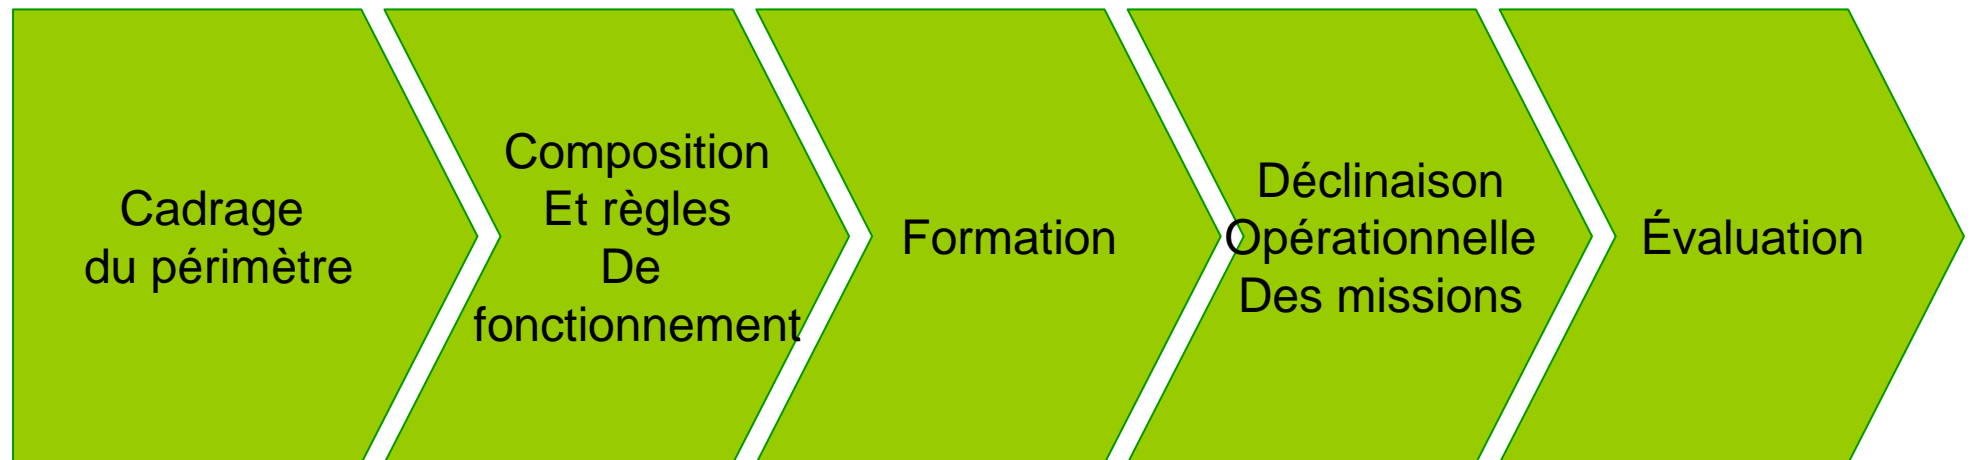 Cadrage
du périmètre
Composition
Et règles
De
fonctionnement
Formation
Déclinaison
Opérationnelle
Des missions
Évaluation